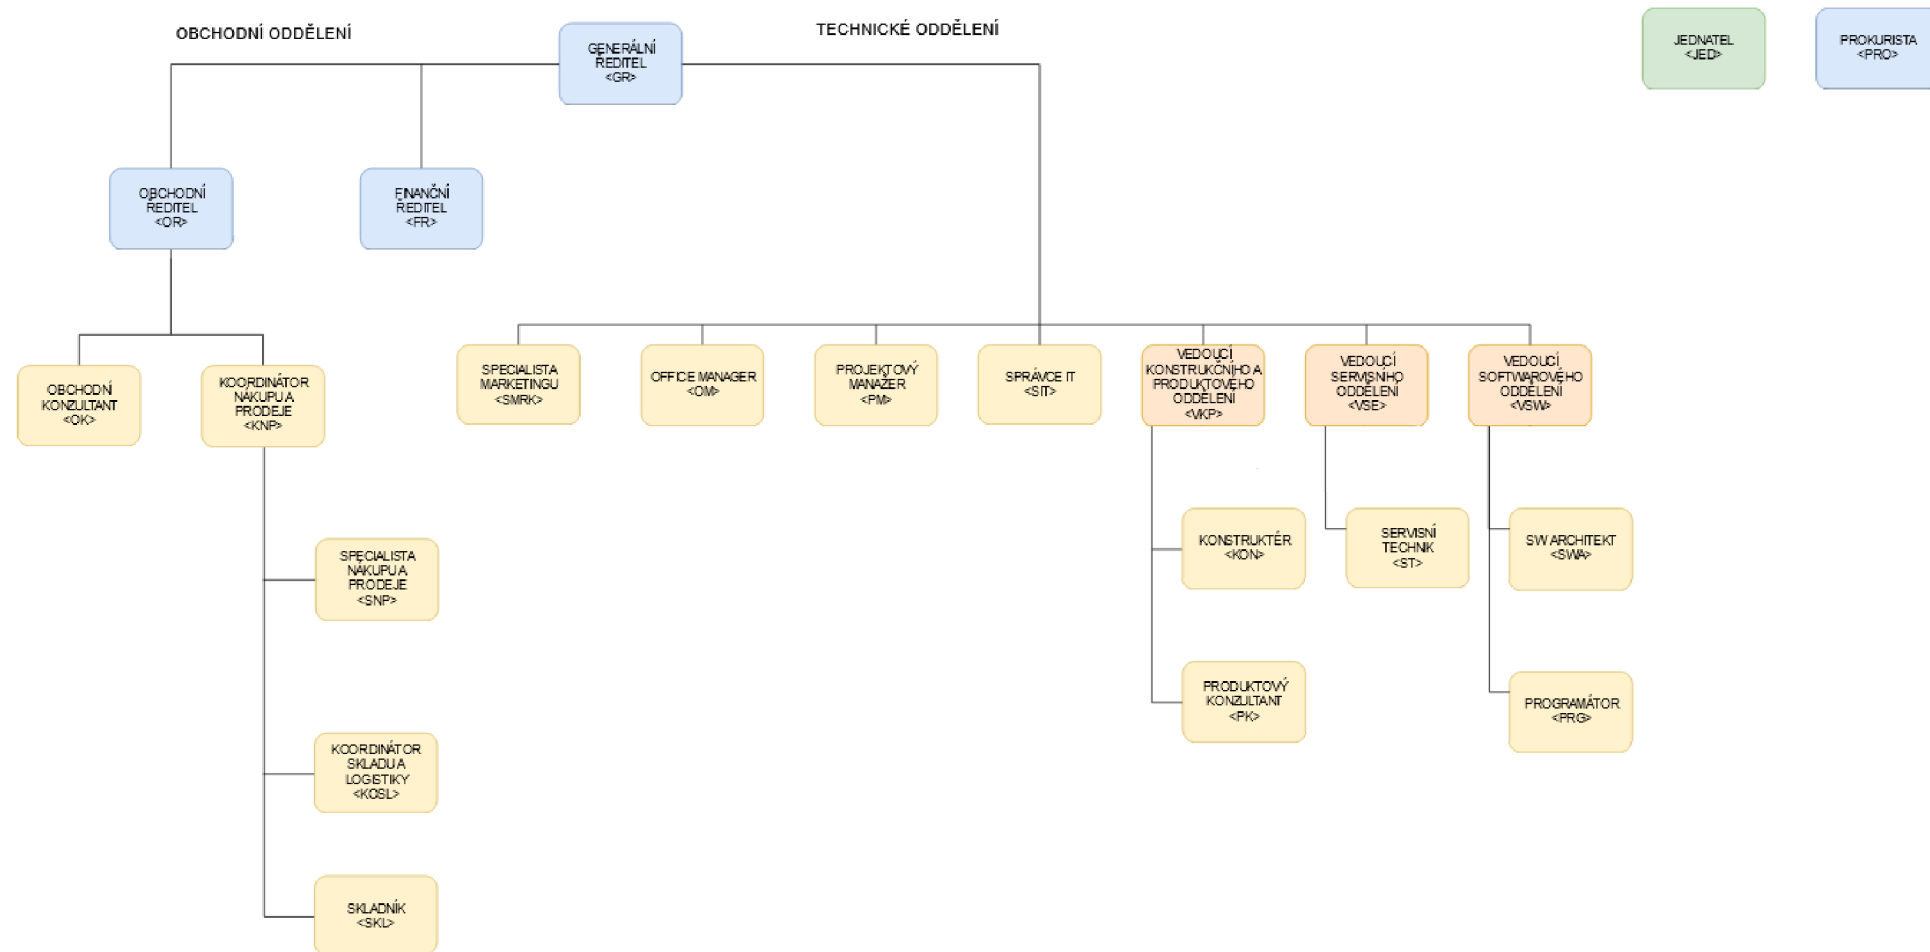 OBCHODNÍ ODDĚLENÍ
TECHNICKÉ ODDĚLENÍ
GENERÁLNÍ
ŘEDITEL
<GR>
JEDNATEL
<JED>
PROKURISTA
<PRO>
OBCHODNÍ
ŘEDITEL
<OR>
FINANČNÍ
ŘEDITEL
<FR>
OBCHODNÍ
KONZULTANT
<OK>
KOORDINÁTOR
NÁKUPU A
PRODEJE
<KNP>
SPECIALISTA
MARKETINGU
<SMRK>
OFFICE MANAGER
<OM>
PROJEKTOVÝ
MANAŽER
<PM>
SPRÁVCE IT
<SIT>
VEDOUCÍ
KONSTRUKČNÍHO A
PRODUKTOVÉHO
ODDĚLENÍ
<VKP>
VEDOUCÍ
SERVISNÍHO
ODDĚLENÍ
<VSE>
VEDOUCÍ
SOFTWAROVÉHO
ODDĚLENÍ
<VSW>
KONSTRUKTÉR
<KON>
SERVISNÍ
TECHNIK
<ST>
SW ARCHITEKT
<SWA>
SPECIALISTA
NÁKUPU A
PRODEJE
<SNP>
PRODUKTOVÝ
KONZULTANT
<PK>
PROGRAMÁTOR
<PRG>
KOORDINÁTOR
SKLADU A
LOGISTIKY
<KOSL>
SKLADNÍK
<SKL>